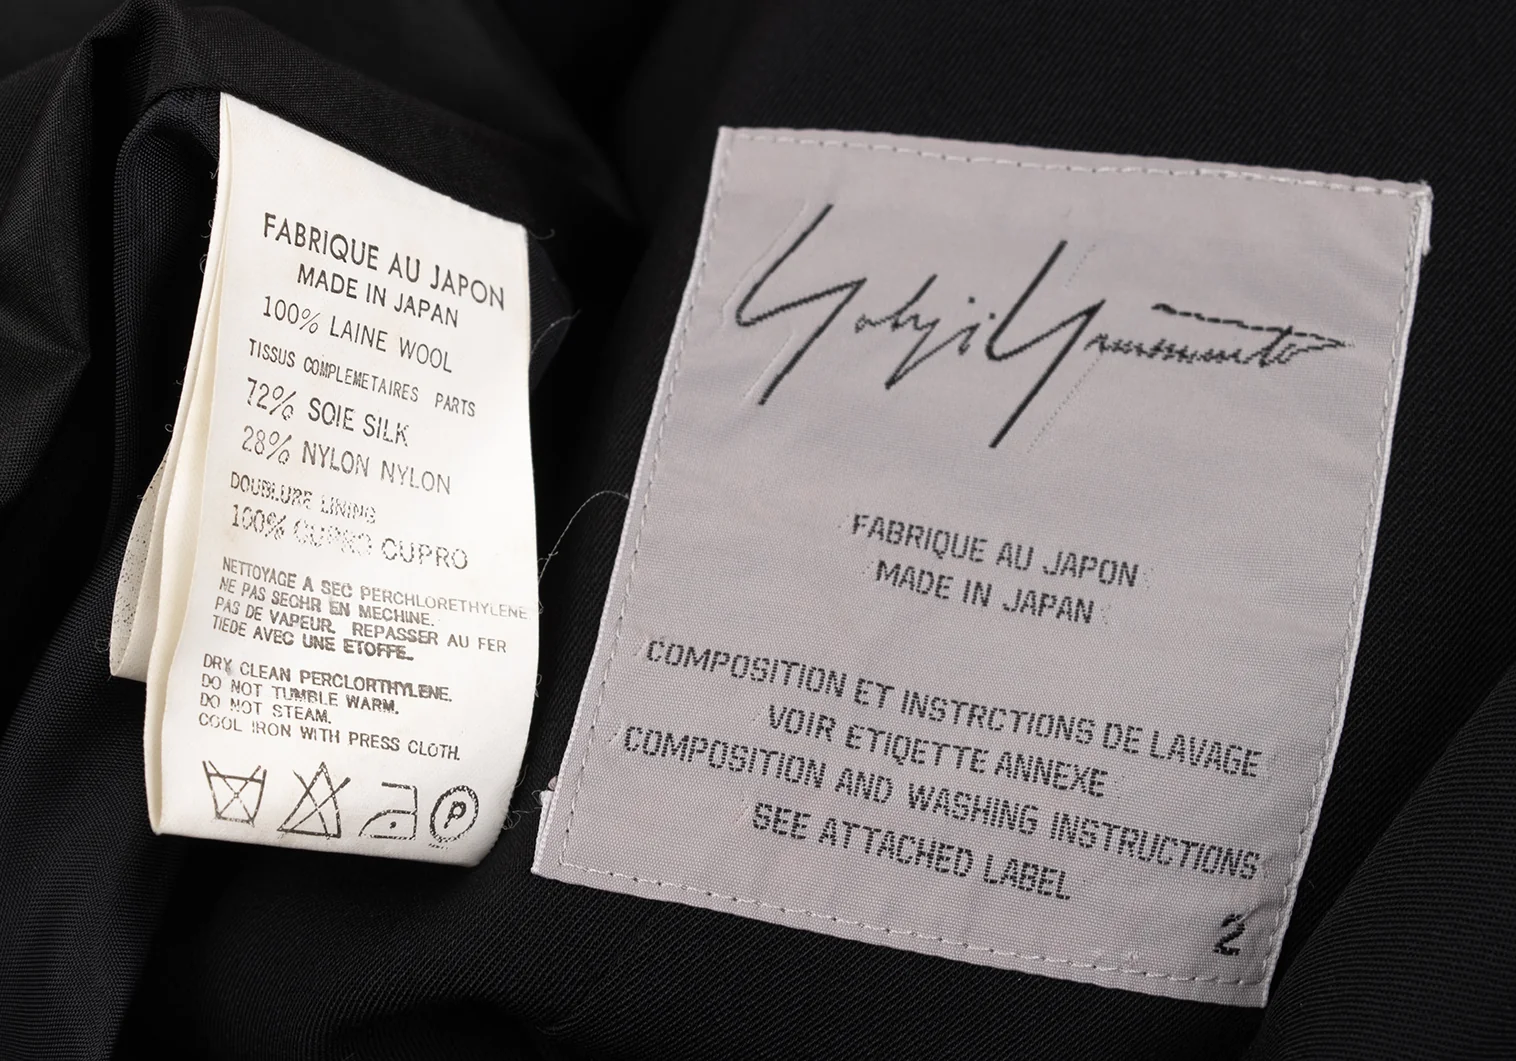 FABRIQUE AU JAPON
MADE IN JAPAN
100% LAINE WOOL
TISSUS COMPLEMETAIRES PARTS
72% SOIE SILK
28% NYLON NYLON
DOUBLURE LINING
100% CUPRO CUPRO
NETTOYAGE A SEC PERCHLORETHYLENE
NE PAS SECHR EN MECHINE.
PAS DE VAPEUR. REPASSER AU FER
TIEDE AVEC UNE ETOFFE.
DRY CLEAN PERCLORTHYLENE.
DO NOT TUMBLE WARM.
DO NOT STEAM.
COOL IRON WITH PRESS CLOTH.
P
Yohji Yamamoto
FABRIQUE AU JAPON
MADE IN JAPAN
COMPOSITION ET INSTRCTIONS DE LAVAGE
VOIR ETIQETTE ANNEXE
COMPOSITION AND WASHING INSTRUCTIONS
SEE ATTACHED LABEL
2